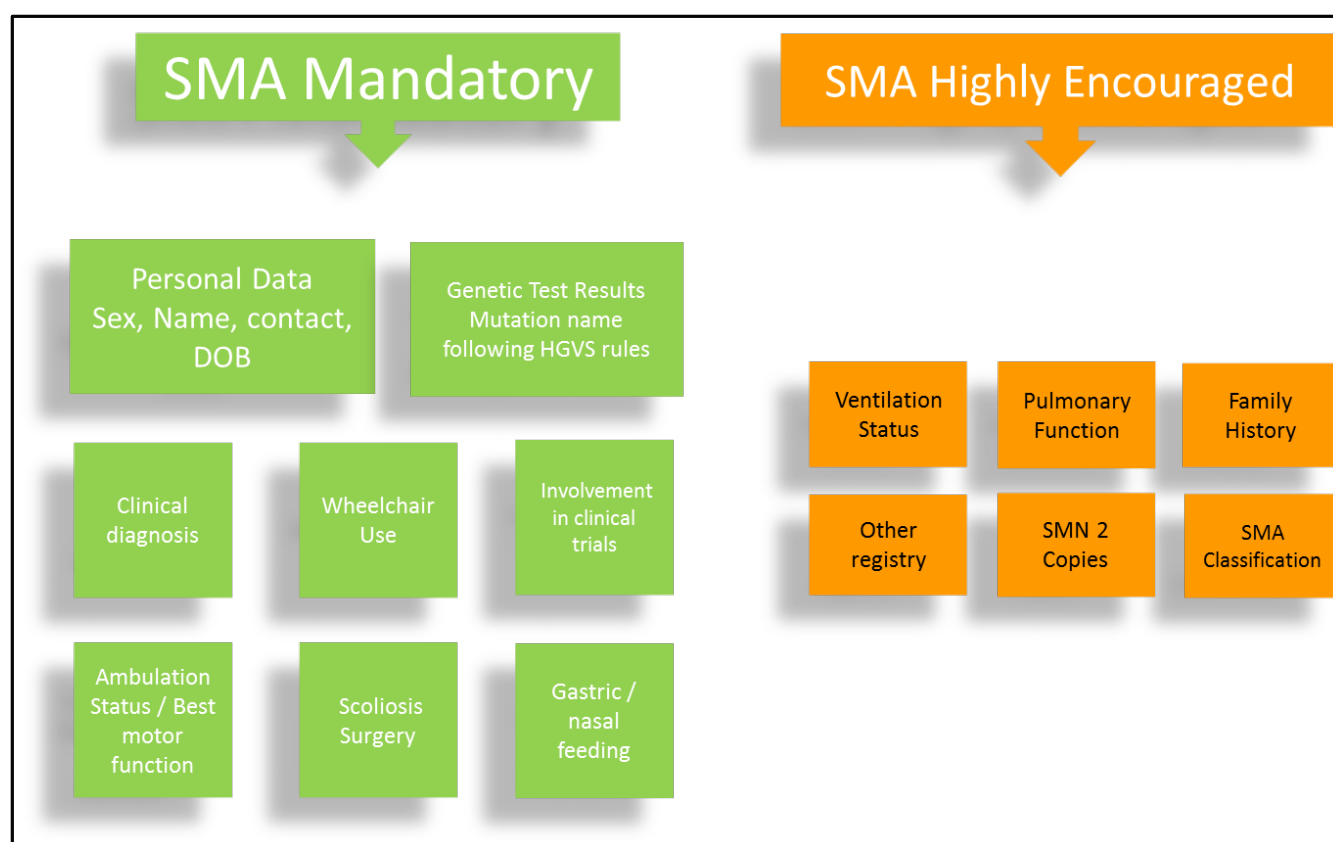 SMA Mandatory
SMA Highly Encouraged
Personal Data
Sex, Name, contact,
DOB
Genetic Test Results
Mutation name
following HGVS rules
Clinical
diagnosis
Wheelchair
Use
Involvement
in clinical
trials
Ambulation
Status / Best
motor
function
Scoliosis
Surgery
Gastric /
nasal
feeding
Ventilation
Status
Pulmonary
Function
Family
History
Other
registry
SMN 2
Copies
SMA
Classification